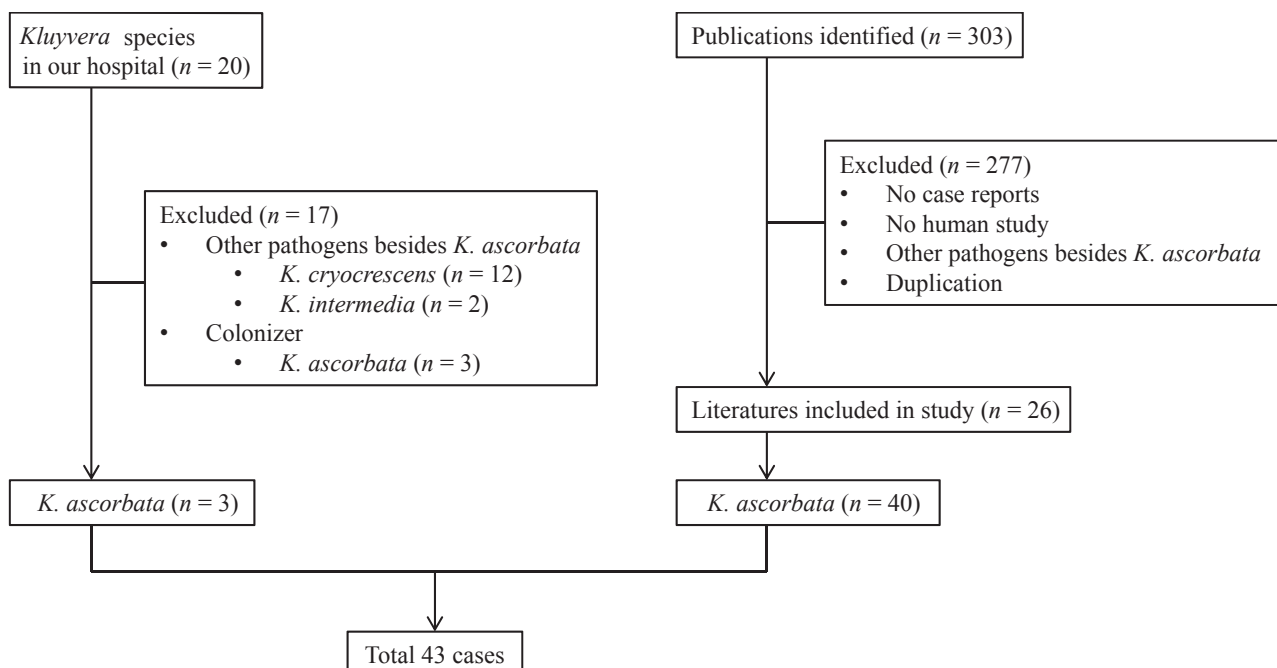 Kluyvera species
in our hospital (n = 20)
Excluded (n = 17)
• Other pathogens besides K. ascorbata
• K. cryocrescens (n = 12)
• K. intermedia (n = 2)
• Colonizer
• K. ascorbata (n = 3)
K. ascorbata (n = 3)
Publications identified (n = 303)
Excluded (n = 277)
• No case reports
• No human study
• Other pathogens besides K. ascorbata
• Duplication
Literatures included in study (n = 26)
K. ascorbata (n = 40)
Total 43 cases